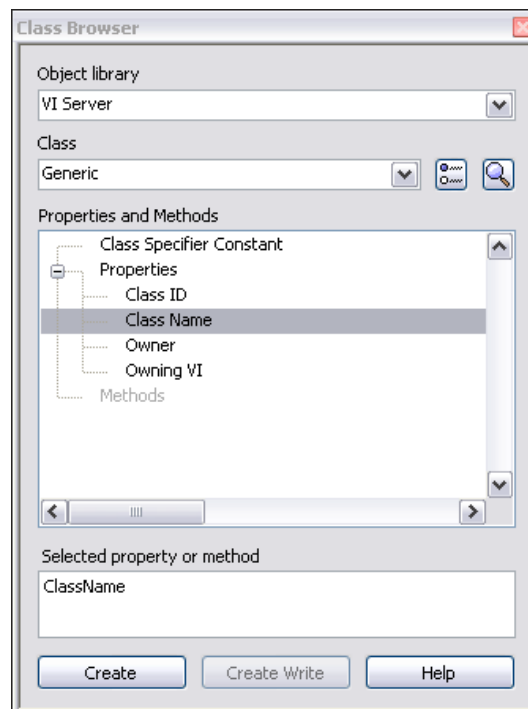 Class Browser
Object library
VI Server
Class
Generic
Properties and Methods
Class Specifier Constant
Properties
Class ID
Class Name
Owner
Owning VI
Methods
Selected property or method
ClassName
Create Create Write Help